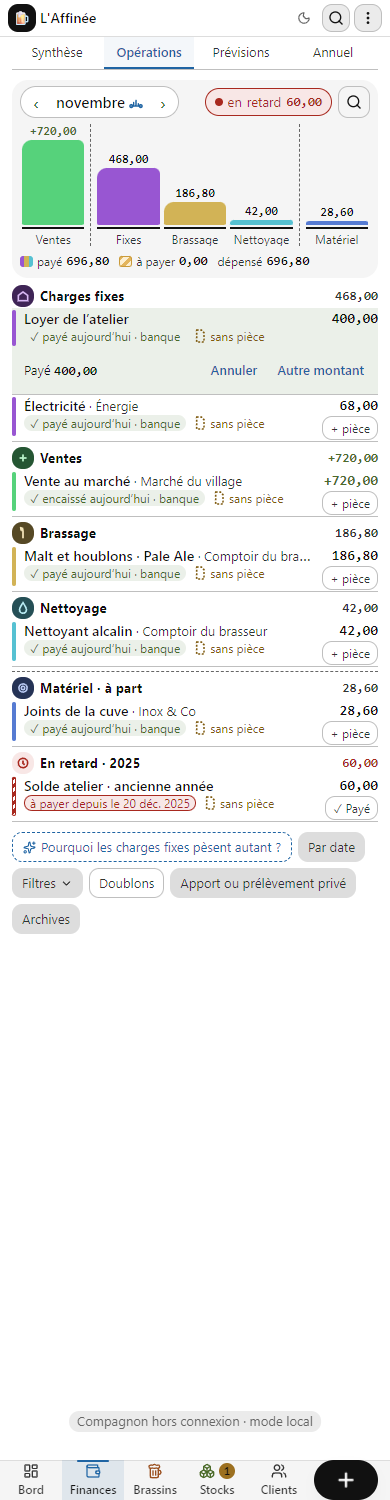 L'Affinée
Synthèse Opérations Prévisions Annuel
‹ novembre › en retard 60,00
+720,00
468,00
186,80
42,00
28,60
Ventes Fixes Brassage Nettoyage Matériel
payé 696,80 à payer 0,00 dépensé 696,80
Charges fixes 468,00
Loyer de l'atelier 400,00
✓ payé aujourd'hui · banque sans pièce
Payé 400,00 Annuler Autre montant
Électricité · Énergie 68,00
✓ payé aujourd'hui · banque sans pièce + pièce
Ventes +720,00
Vente au marché · Marché du village +720,00
✓ encaissé aujourd'hui · banque sans pièce + pièce
Brassage 186,80
Malt et houblons · Pale Ale · Comptoir du bra... 186,80
✓ payé aujourd'hui · banque sans pièce + pièce
Nettoyage 42,00
Nettoyant alcalin · Comptoir du brasseur 42,00
✓ payé aujourd'hui · banque sans pièce + pièce
Matériel · à part 28,60
Joints de la cuve · Inox & Co 28,60
✓ payé aujourd'hui · banque sans pièce + pièce
En retard · 2025 60,00
Solde atelier · ancienne année 60,00
à payer depuis le 20 déc. 2025 sans pièce ✓ Payé
Pourquoi les charges fixes pèsent autant ? Par date
Filtres Doublons Apport ou prélèvement privé
Archives
Compagnon hors connexion · mode local
1
Bord Finances Brassins Stocks Clients +